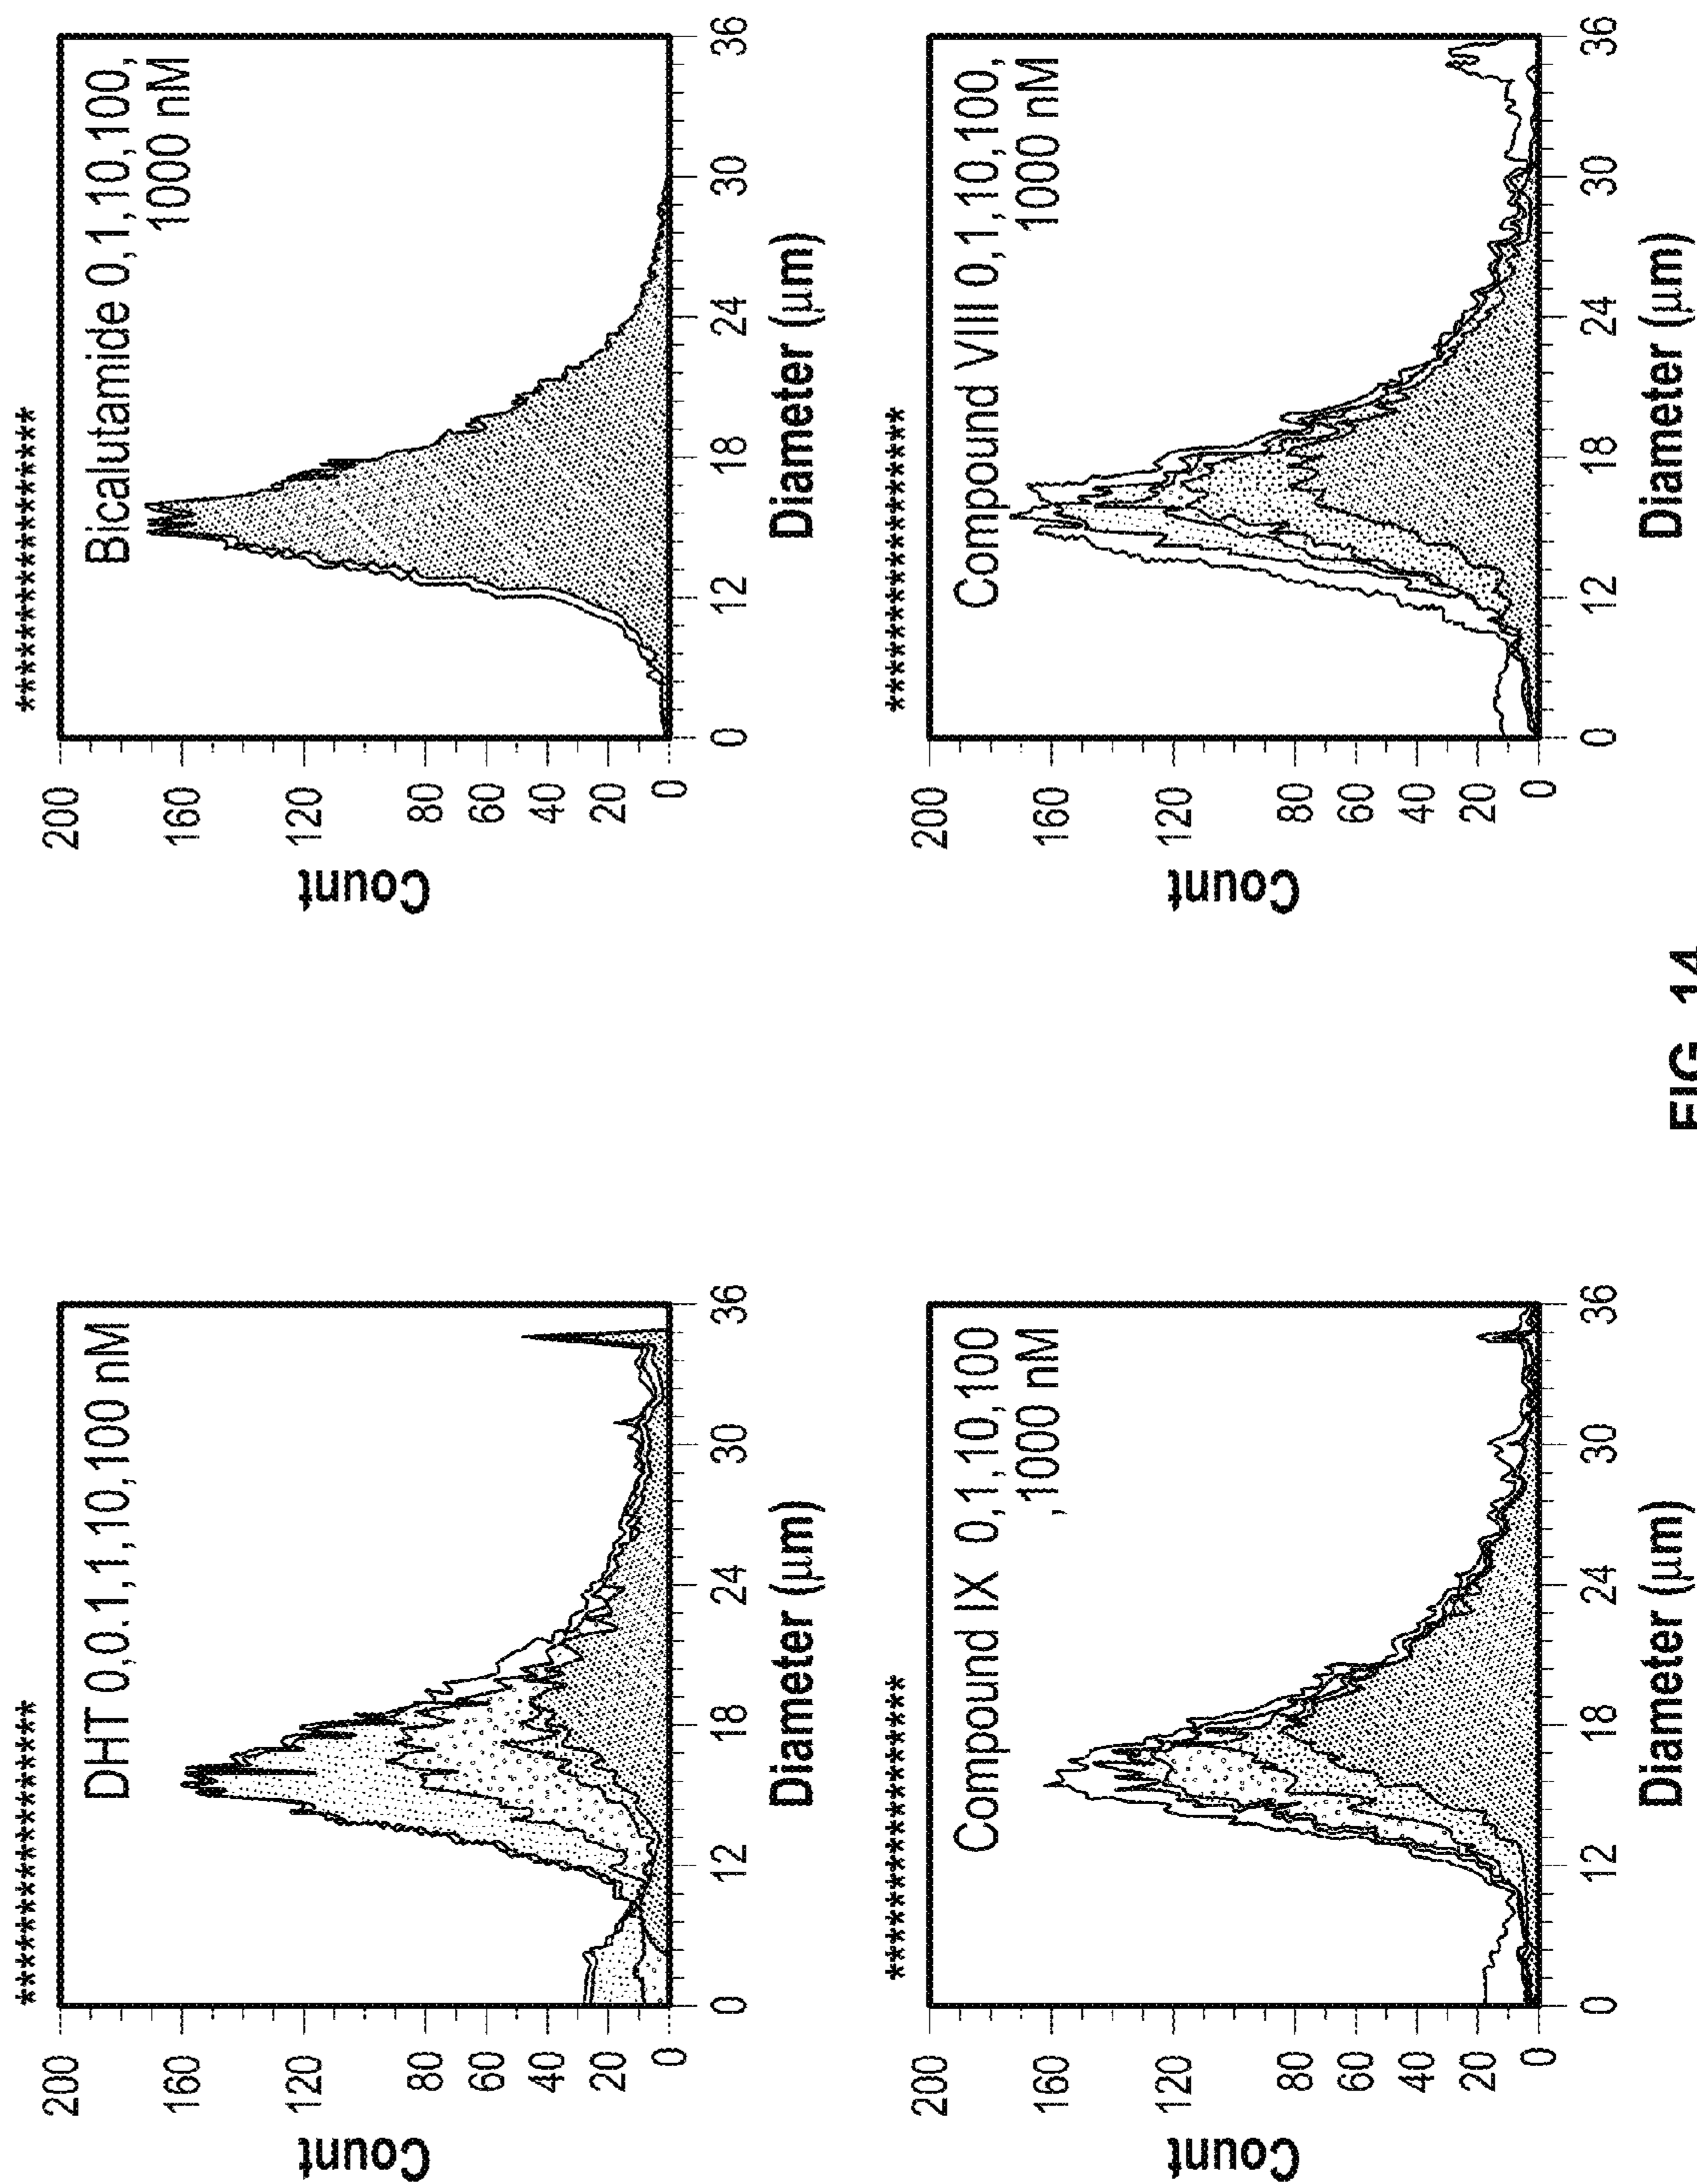 ********************
DHT 0,0.1,1,10,100 nM
200
160
120
80
60
40
20
0
Count
0 12 18 24 30 36
Diameter (μm)
********************
Bicalutamide 0,1,10,100,
1000 nM
200
160
120
80
60
40
20
0
Count
0 12 18 24 30 36
Diameter (μm)
********************
Compound IX 0,1,10,100
,1000 nM
200
160
120
80
60
40
20
0
Count
0 12 18 24 30 36
Diameter (μm)
********************
Compound VIIII 0,1,10,100,
1000 nM
200
160
120
80
60
40
20
0
Count
0 12 18 24 30 36
Diameter (μm)
FIG. 14